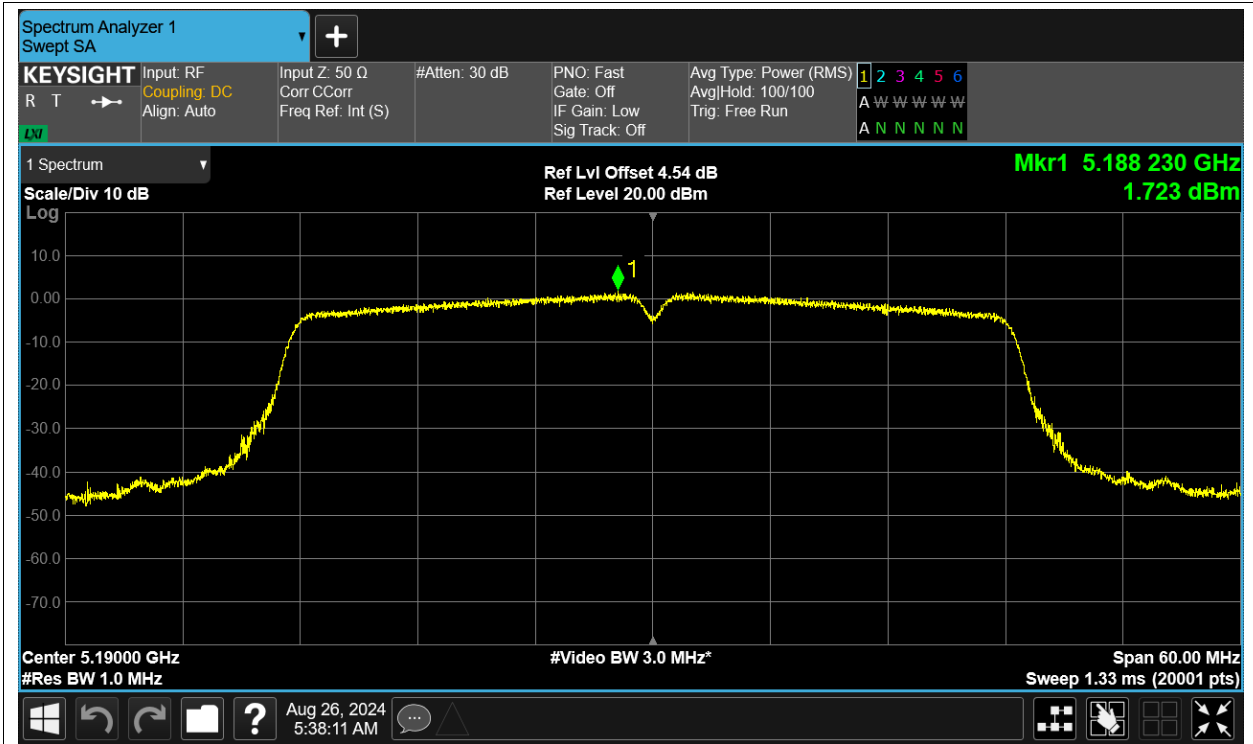 Spectrum Analyzer 1
Swept SA
KEYSIGHT
R T
LXI
Input: RF
Coupling: DC
Align: Auto
Input Z: 50 Ω
Corr CCorr
Freq Ref: Int (S)
#Atten: 30 dB
PNO: Fast
Gate: Off
IF Gain: Low
Sig Track: Off
Avg Type: Power (RMS)
Avg|Hold: 100/100
Trig: Free Run
1 2 3 4 5 6
A W W W W W
A N N N N N
1 Spectrum
Scale/Div 10 dB
Log
Ref Lvl Offset 4.54 dB
Ref Level 20.00 dBm
Mkr1 5.188 230 GHz
1.723 dBm
1
10.0
0.00
-10.0
-20.0
-30.0
-40.0
-50.0
-60.0
-70.0
Center 5.19000 GHz
#Res BW 1.0 MHz
#Video BW 3.0 MHz*
Span 60.00 MHz
Sweep 1.33 ms (20001 pts)
?
Aug 26, 2024
5:38:11 AM